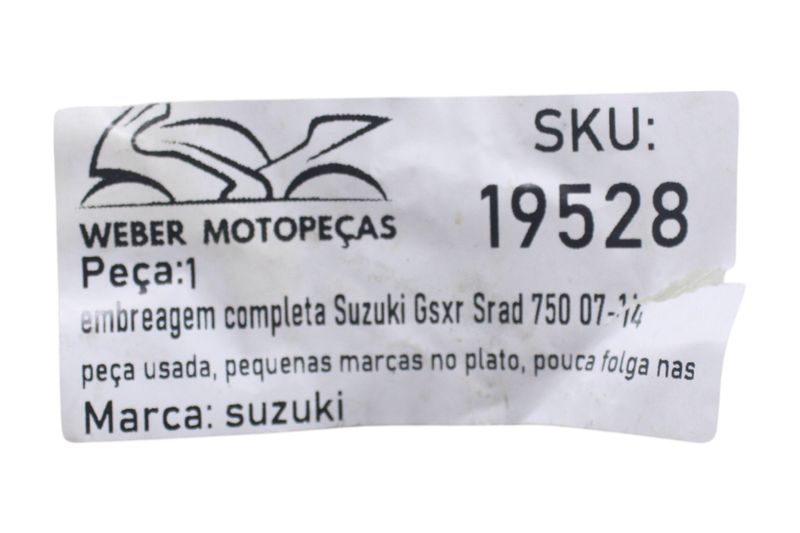 SKU:
19528
WEBER MOTOPEÇAS
Peça:1
embreagem completa Suzuki Gsxr Srad 750 07-14
peça usada, pequenas marcas no plato, pouca folga nas
Marca: suzuki